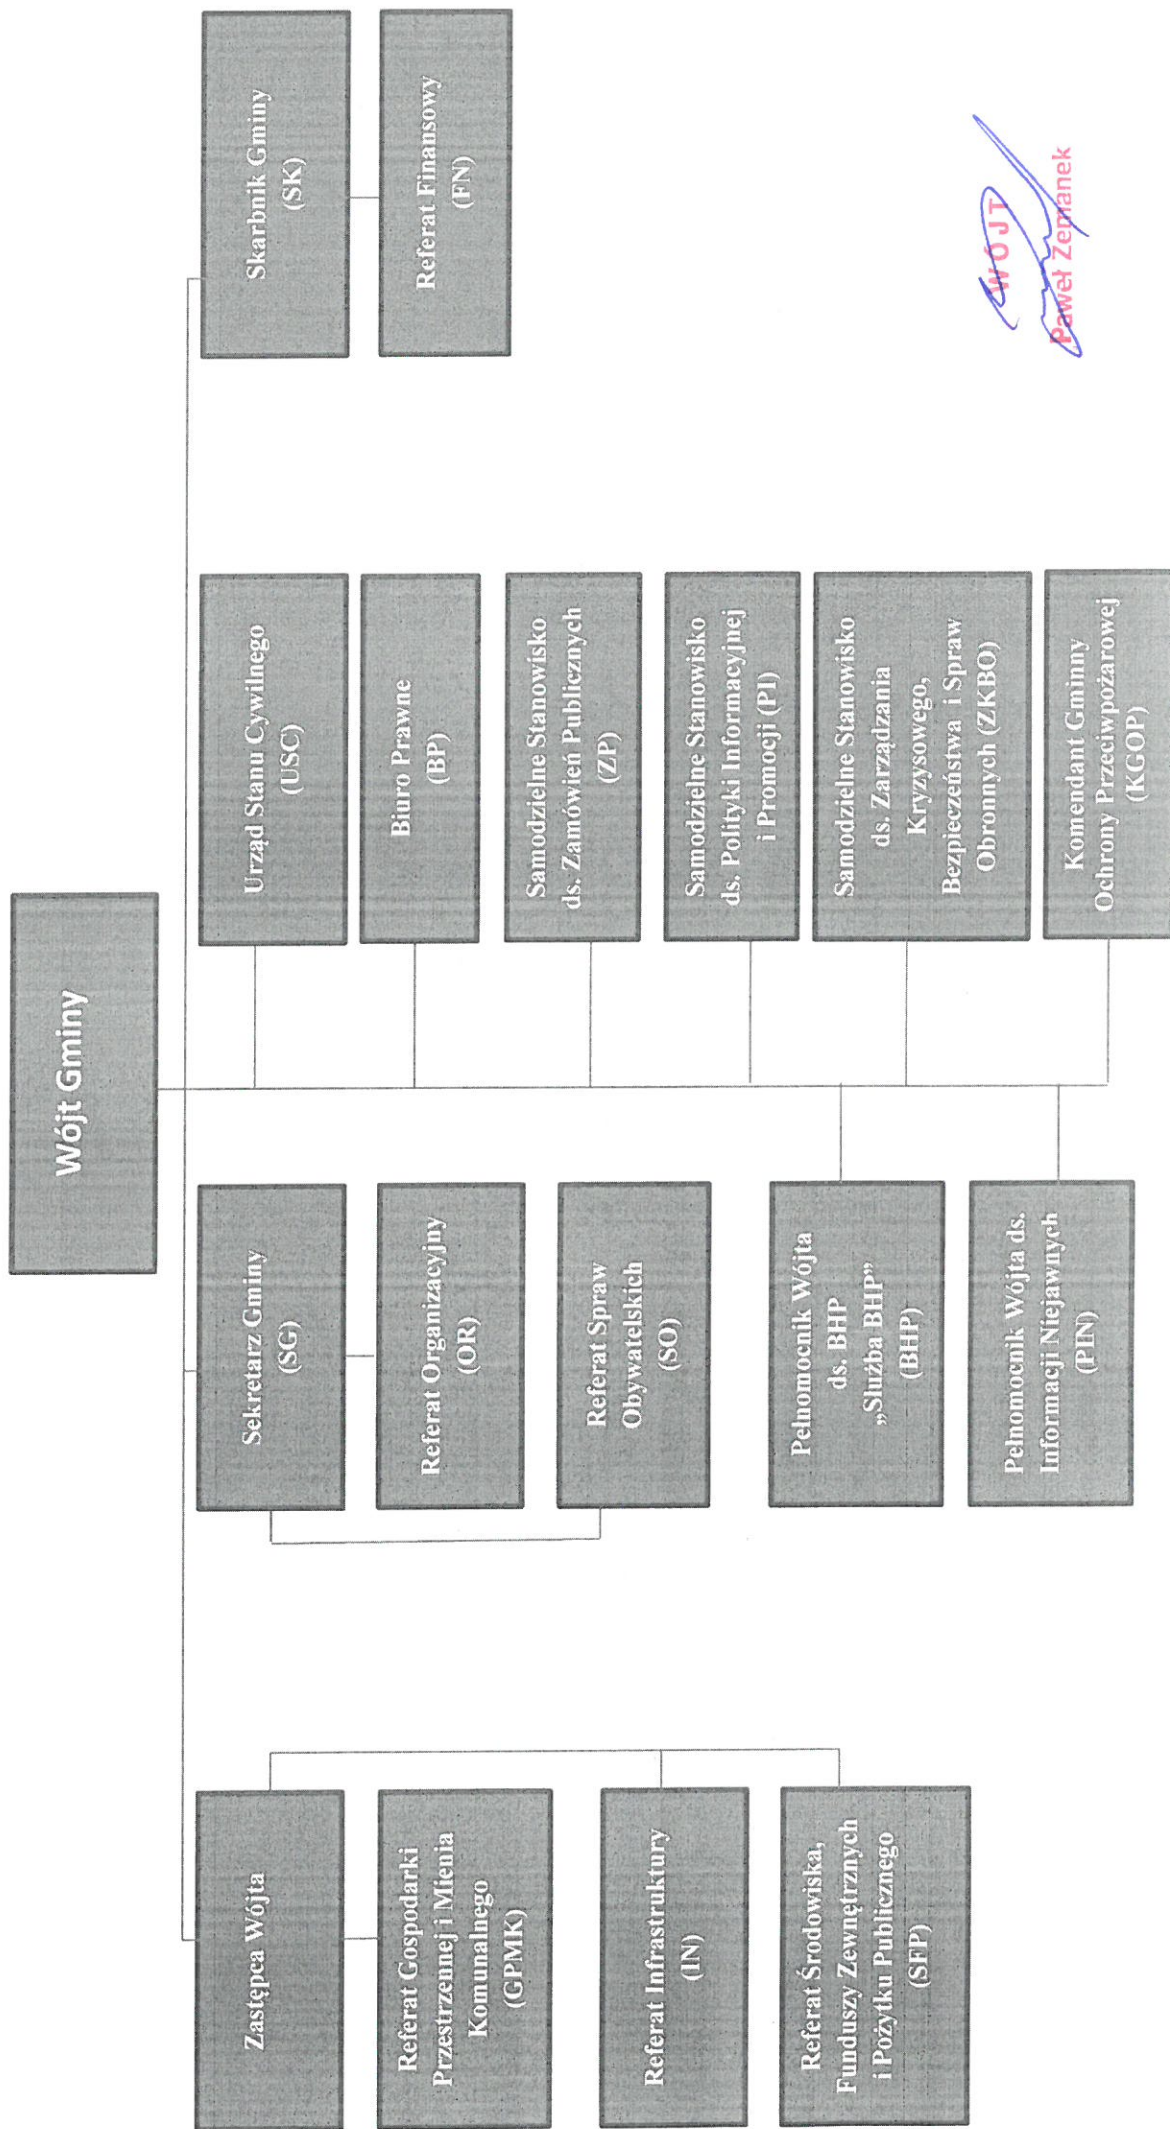 Wójt Gminy
Zastępca Wójta
Referat Gospodarki
Przestrzennej i Mienia
Komunalnego
(GPMK)
Referat Infrastruktury
(IN)
Referat Środowiska,
Funduszy Zewnętrznych
i Pożytku Publicznego
(SFP)
Sekretarz Gminy
(SG)
Referat Organizacyjny
(OR)
Referat Spraw
Obywatelskich
(SO)
Pełnomocnik Wójta
ds. BHP
„Służba BHP”
(BHP)
Pełnomocnik Wójta ds.
Informacji Niejawnych
(PIN)
Urząd Stanu Cywilnego
(USC)
Biuro Prawne
(BP)
Samodzielne Stanowisko
ds. Zamówień Publicznych
(ZP)
Samodzielne Stanowisko
ds. Polityki Informacyjnej
i Promocji (PI)
Samodzielne Stanowisko
ds. Zarządzania
Kryzysowego,
Bezpieczeństwa i Spraw
Obronnych (ZKBO)
Komendant Gminny
Ochrony Przeciwpożarowej
(KGOP)
Skarbnik Gminy
(SK)
Referat Finansowy
(FN)
WÓJT
Paweł Zemanek